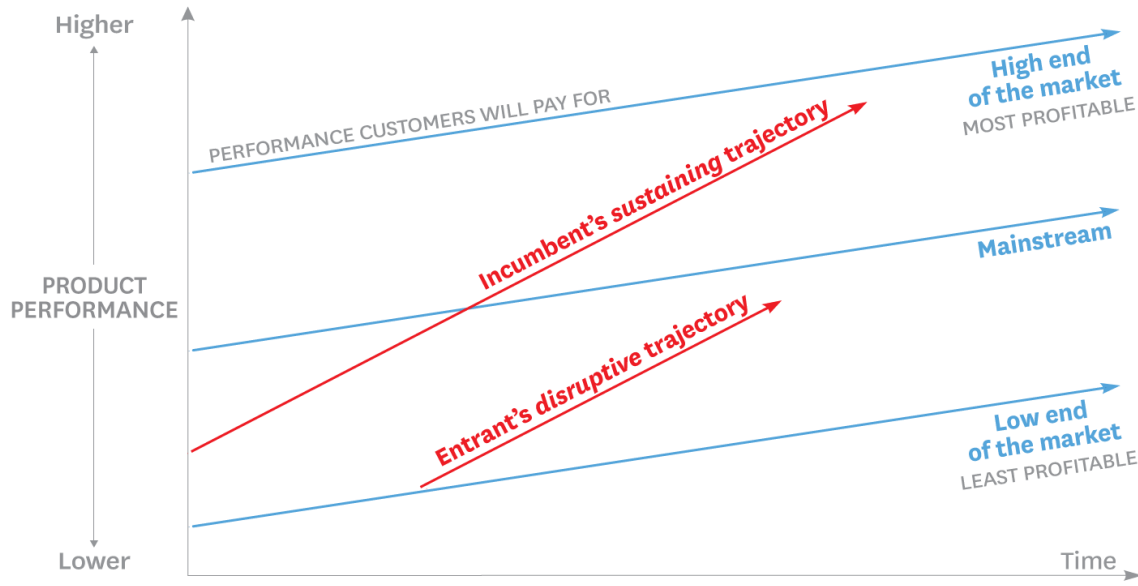 Higher
PERFORMANCE CUSTOMERS WILL PAY FOR
High end
of the market
MOST PROFITABLE
Incumbent’s sustaining trajectory
Mainstream
PRODUCT
PERFORMANCE
Entrant’s disruptive trajectory
Low end
of the market
LEAST PROFITABLE
Lower
Time